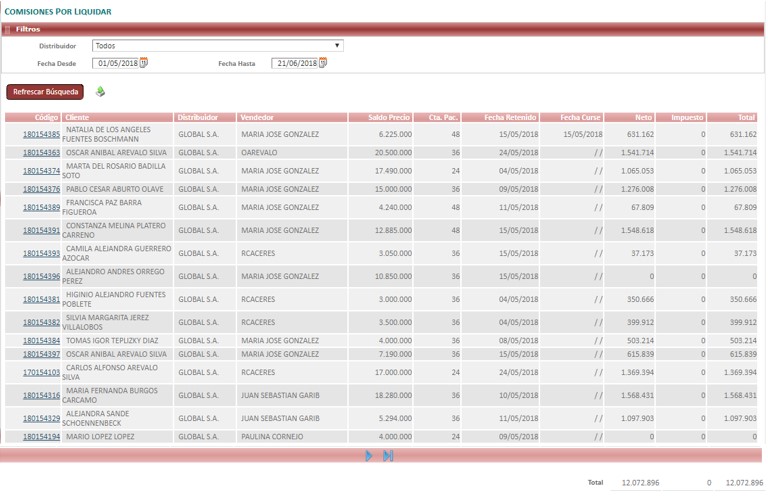 COMISIONES POR LIQUIDAR
Filtros
Distribuidor Todos
Fecha Desde 01/05/2018 Fecha Hasta 21/06/2018
Refrescar Búsqueda
Código Cliente Distribuidor Vendedor Saldo Precio Cta. Pac. Fecha Retenido Fecha Curse Neto Impuesto Total
180154385 NATALIA DE LOS ANGELES FUENTES BOSCHMANN GLOBAL S.A. MARIA JOSE GONZALEZ 6.225.000 48 15/05/2018 15/05/2018 631.162 0 631.162
180154363 OSCAR ANIBAL AREVALO SILVA GLOBAL S.A. OAREVALO 20.500.000 36 24/05/2018 / / 1.541.714 0 1.541.714
180154374 MARTA DEL ROSARIO BADILLA SOTO GLOBAL S.A. MARIA JOSE GONZALEZ 17.490.000 24 04/05/2018 / / 1.065.053 0 1.065.053
180154376 PABLO CESAR ABURTO OLAVE GLOBAL S.A. MARIA JOSE GONZALEZ 15.000.000 36 09/05/2018 / / 1.276.008 0 1.276.008
180154389 FRANCISCA PAZ BARRA FIGUEROA GLOBAL S.A. MARIA JOSE GONZALEZ 4.240.000 48 11/05/2018 / / 67.809 0 67.809
180154391 CONSTANZA MELINA PLATERO CARRENO GLOBAL S.A. MARIA JOSE GONZALEZ 12.885.000 48 15/05/2018 / / 1.548.618 0 1.548.618
180154393 CAMILA ALEJANDRA GUERRERO AZOCAR GLOBAL S.A. RCACERES 3.050.000 36 15/05/2018 / / 37.173 0 37.173
180154396 ALEJANDRO ANDRES ORREGO PEREZ GLOBAL S.A. MARIA JOSE GONZALEZ 10.850.000 36 15/05/2018 / / 0 0 0
180154381 HIGINIO ALEJANDRO FUENTES POBLETE GLOBAL S.A. RCACERES 3.000.000 36 04/05/2018 / / 350.666 0 350.666
180154382 SILVIA MARGARITA JEREZ VILLALOBOS GLOBAL S.A. RCACERES 3.500.000 36 04/05/2018 / / 399.912 0 399.912
180154384 TOMAS IGOR TEPLIZKY DIAZ GLOBAL S.A. MARIA JOSE GONZALEZ 4.000.000 36 08/05/2018 / / 503.214 0 503.214
180154397 OSCAR ANIBAL AREVALO SILVA GLOBAL S.A. MARIA JOSE GONZALEZ 7.190.000 36 15/05/2018 / / 615.839 0 615.839
170154103 CARLOS ALFONSO AREVALO SILVA GLOBAL S.A. RCACERES 17.000.000 24 24/05/2018 / / 1.369.394 0 1.369.394
180154316 MARIA FERNANDA BURGOS CARCAMO GLOBAL S.A. JUAN SEBASTIAN GARIB 18.280.000 36 10/05/2018 / / 1.568.431 0 1.568.431
180154329 ALEJANDRA SANDE SCHOENNENBECK GLOBAL S.A. JUAN SEBASTIAN GARIB 5.294.000 36 11/05/2018 / / 1.097.903 0 1.097.903
180154194 MARIO LOPEZ LOPEZ GLOBAL S.A. PAULINA CORNEJO 4.000.000 24 09/05/2018 / / 0 0 0
Total 12.072.896 0 12.072.896